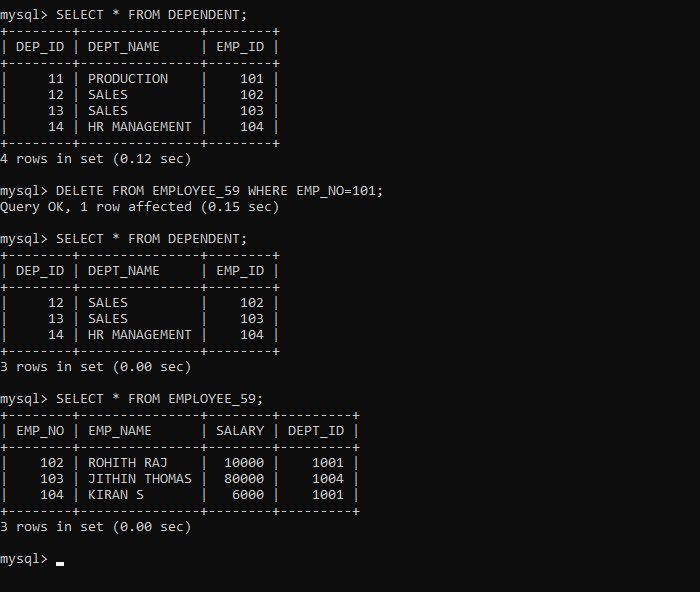 mysql> SELECT * FROM DEPENDENT;
+--------+---------------+--------+
| DEP_ID | DEPT_NAME     | EMP_ID |
+--------+---------------+--------+
|     11 | PRODUCTION    |    101 |
|     12 | SALES         |    102 |
|     13 | SALES         |    103 |
|     14 | HR MANAGEMENT |    104 |
+--------+---------------+--------+
4 rows in set (0.12 sec)
mysql> DELETE FROM EMPLOYEE_59 WHERE EMP_NO=101;
Query OK, 1 row affected (0.15 sec)
mysql> SELECT * FROM DEPENDENT;
+--------+---------------+--------+
| DEP_ID | DEPT_NAME     | EMP_ID |
+--------+---------------+--------+
|     12 | SALES         |    102 |
|     13 | SALES         |    103 |
|     14 | HR MANAGEMENT |    104 |
+--------+---------------+--------+
3 rows in set (0.00 sec)
mysql> SELECT * FROM EMPLOYEE_59;
+--------+---------------+--------+---------+
| EMP_NO | EMP_NAME      | SALARY | DEPT_ID |
+--------+---------------+--------+---------+
|    102 | ROHITH RAJ    |  10000 |    1001 |
|    103 | JITHIN THOMAS |  80000 |    1004 |
|    104 | KIRAN S       |   6000 |    1001 |
+--------+---------------+--------+---------+
3 rows in set (0.00 sec)
mysql>